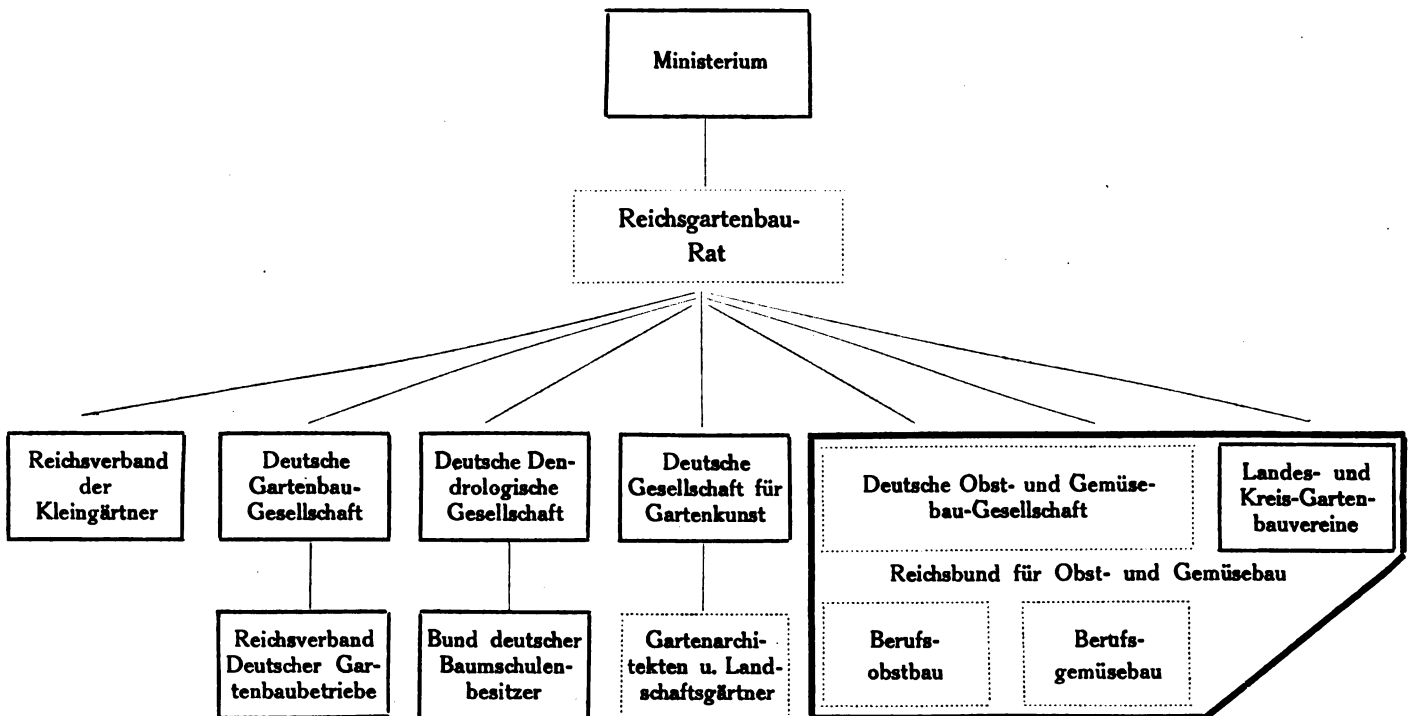 Ministerium
Reichsgartenbau-
Rat
Reichsverband
der
Kleingärtner
Deutsche
Gartenbau-
Gesellschaft
Deutsche Den-
drologische
Gesellschaft
Deutsche
Gesellschaft für
Gartenkunst
Deutsche Obst- und Gemüse-
bau-Gesellschaft
Landes- und
Kreis-Garten-
bauvereine
Reichsbund für Obst- und Gemüsebau
Reichsverband
Deutscher Gar-
tenbaubetriebe
Bund deutscher
Baumschulen-
besitzer
Gartenarchi-
tekten u. Land-
schaftsgärtner
Berufs-
obstbau
Berufs-
gemüsebau